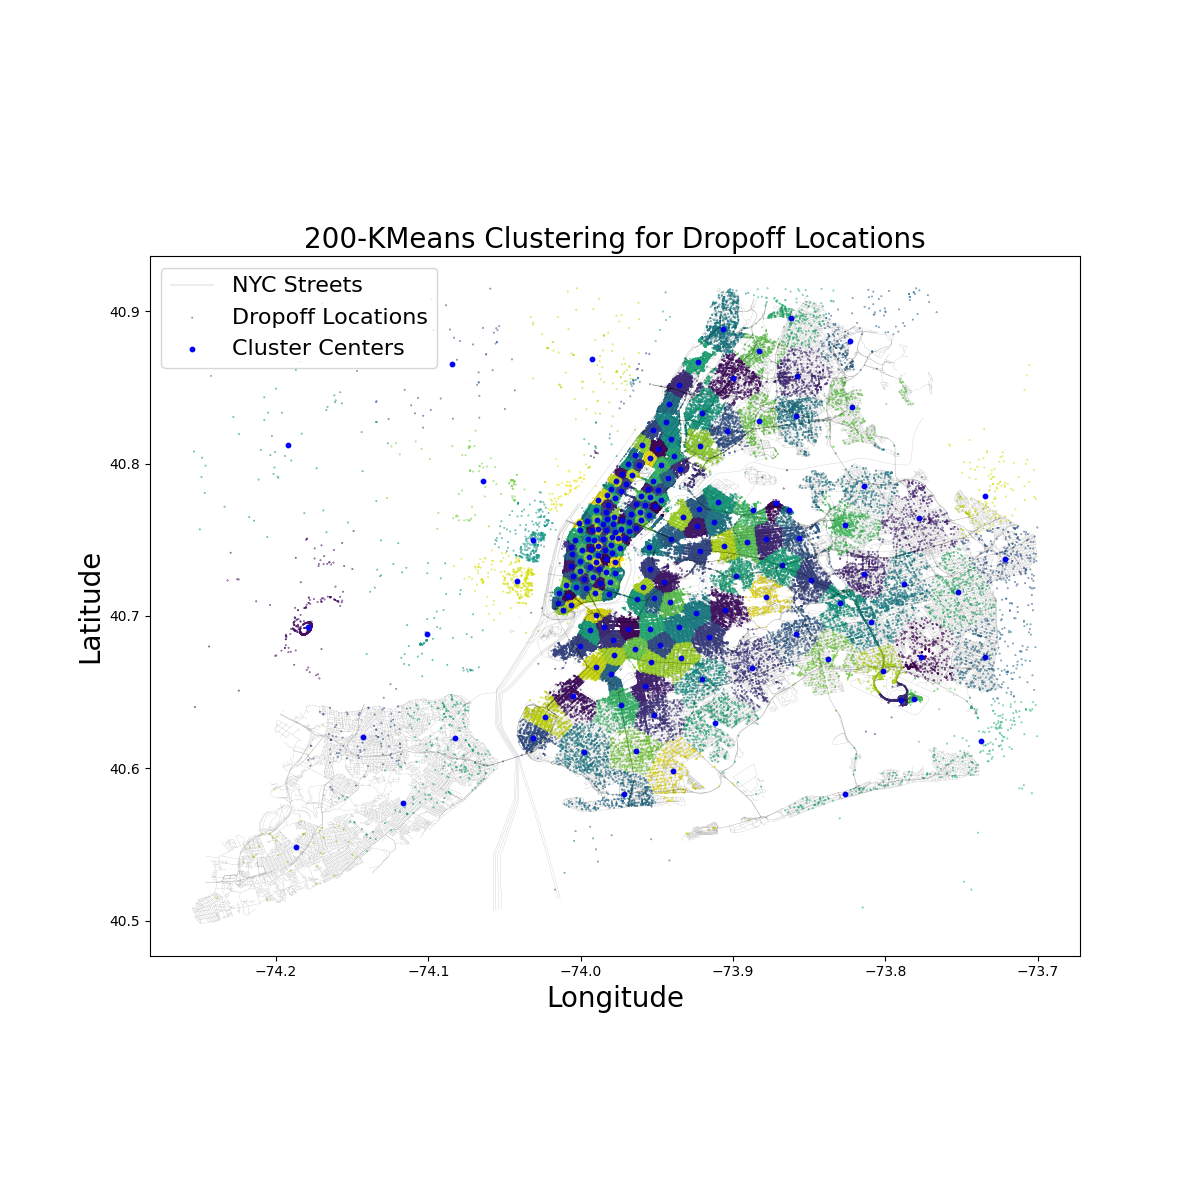 200-KMeans Clustering for Dropoff Locations
NYC Streets
Dropoff Locations
Cluster Centers
Latitude
40.9
40.8
40.7
40.6
40.5
−74.2
−74.1
−74.0
−73.9
−73.8
−73.7
Longitude